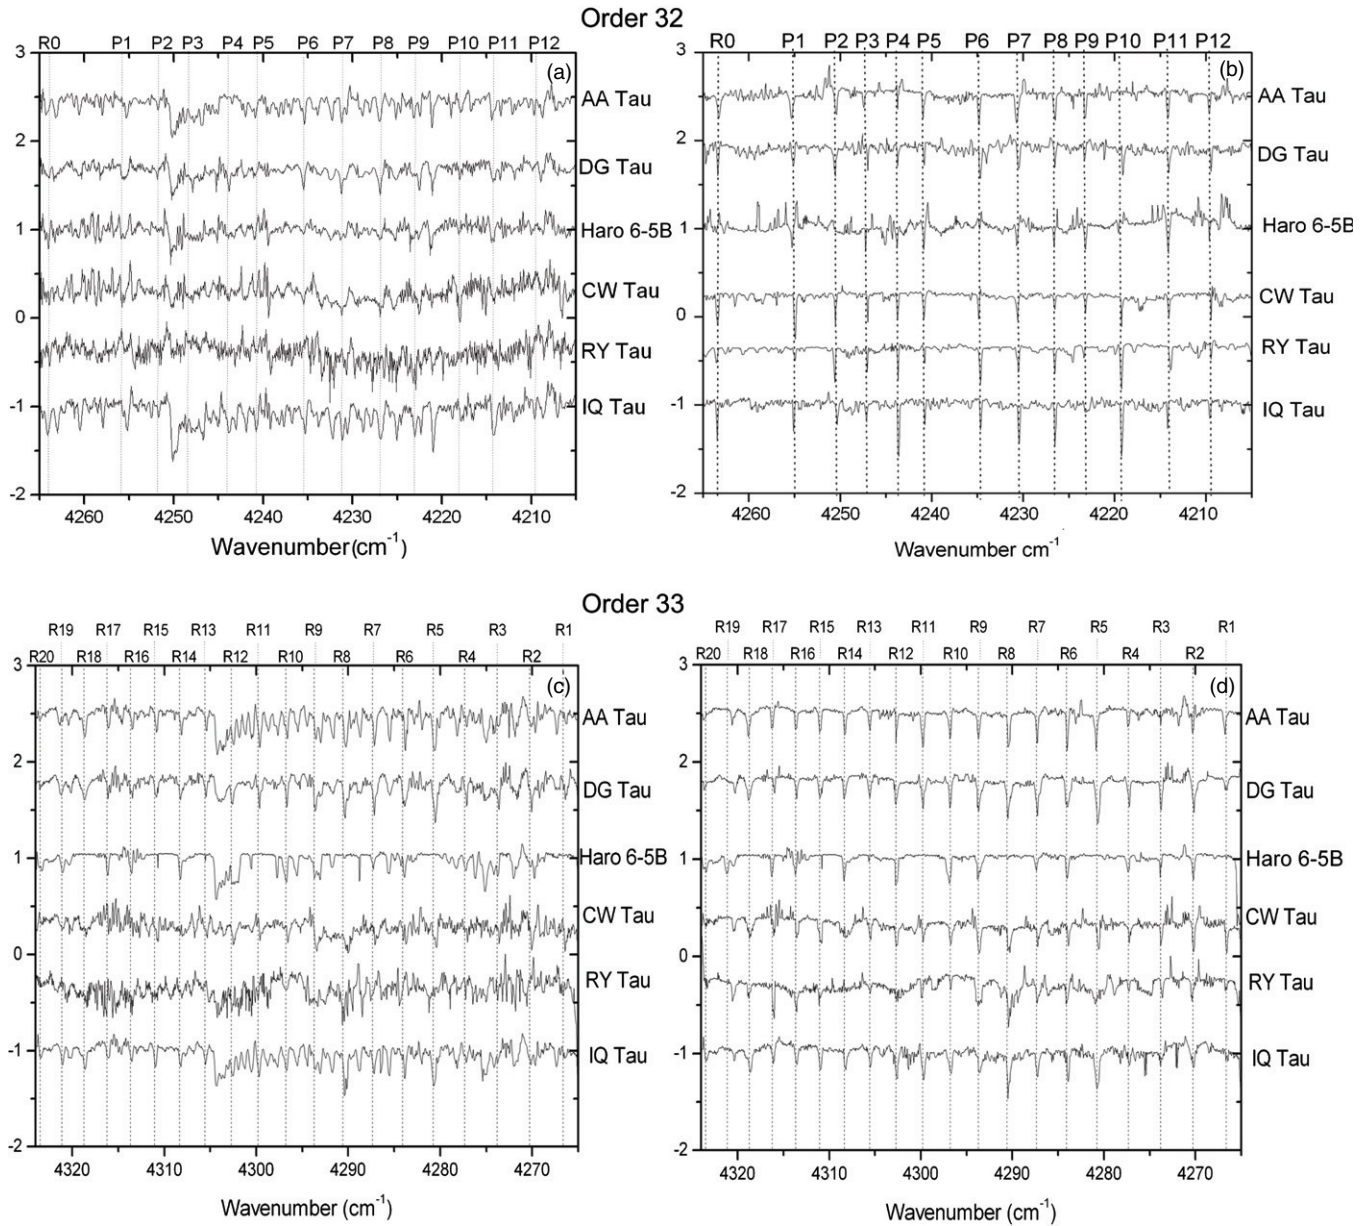 Order 32
R0 P1 P2 P3 P4 P5 P6 P7 P8 P9 P10 P11 P12
3
(a)
AA Tau
2
DG Tau
1
Haro 6-5B
CW Tau
0
RY Tau
-1
IQ Tau
-2
4260 4250 4240 4230 4220 4210
Wavenumber(cm-1)
R0 P1 P2 P3 P4 P5 P6 P7 P8 P9 P10 P11 P12
3
(b)
AA Tau
2
DG Tau
1
Haro 6-5B
CW Tau
0
RY Tau
-1
IQ Tau
-2
4260 4250 4240 4230 4220 4210
Wavenumber cm-1
Order 33
R19 R17 R15 R13 R11 R9 R7 R5 R3 R1
R20 R18 R16 R14 R12 R10 R8 R6 R4 R2
3
(c)
AA Tau
2
DG Tau
1
Haro 6-5B
CW Tau
0
RY Tau
-1
IQ Tau
-2
4320 4310 4300 4290 4280 4270
Wavenumber (cm-1)
R19 R17 R15 R13 R11 R9 R7 R5 R3 R1
R20 R18 R16 R14 R12 R10 R8 R6 R4 R2
3
(d)
AA Tau
2
DG Tau
1
Haro 6-5B
CW Tau
0
RY Tau
-1
IQ Tau
-2
4320 4310 4300 4290 4280 4270
Wavenumber (cm-1)